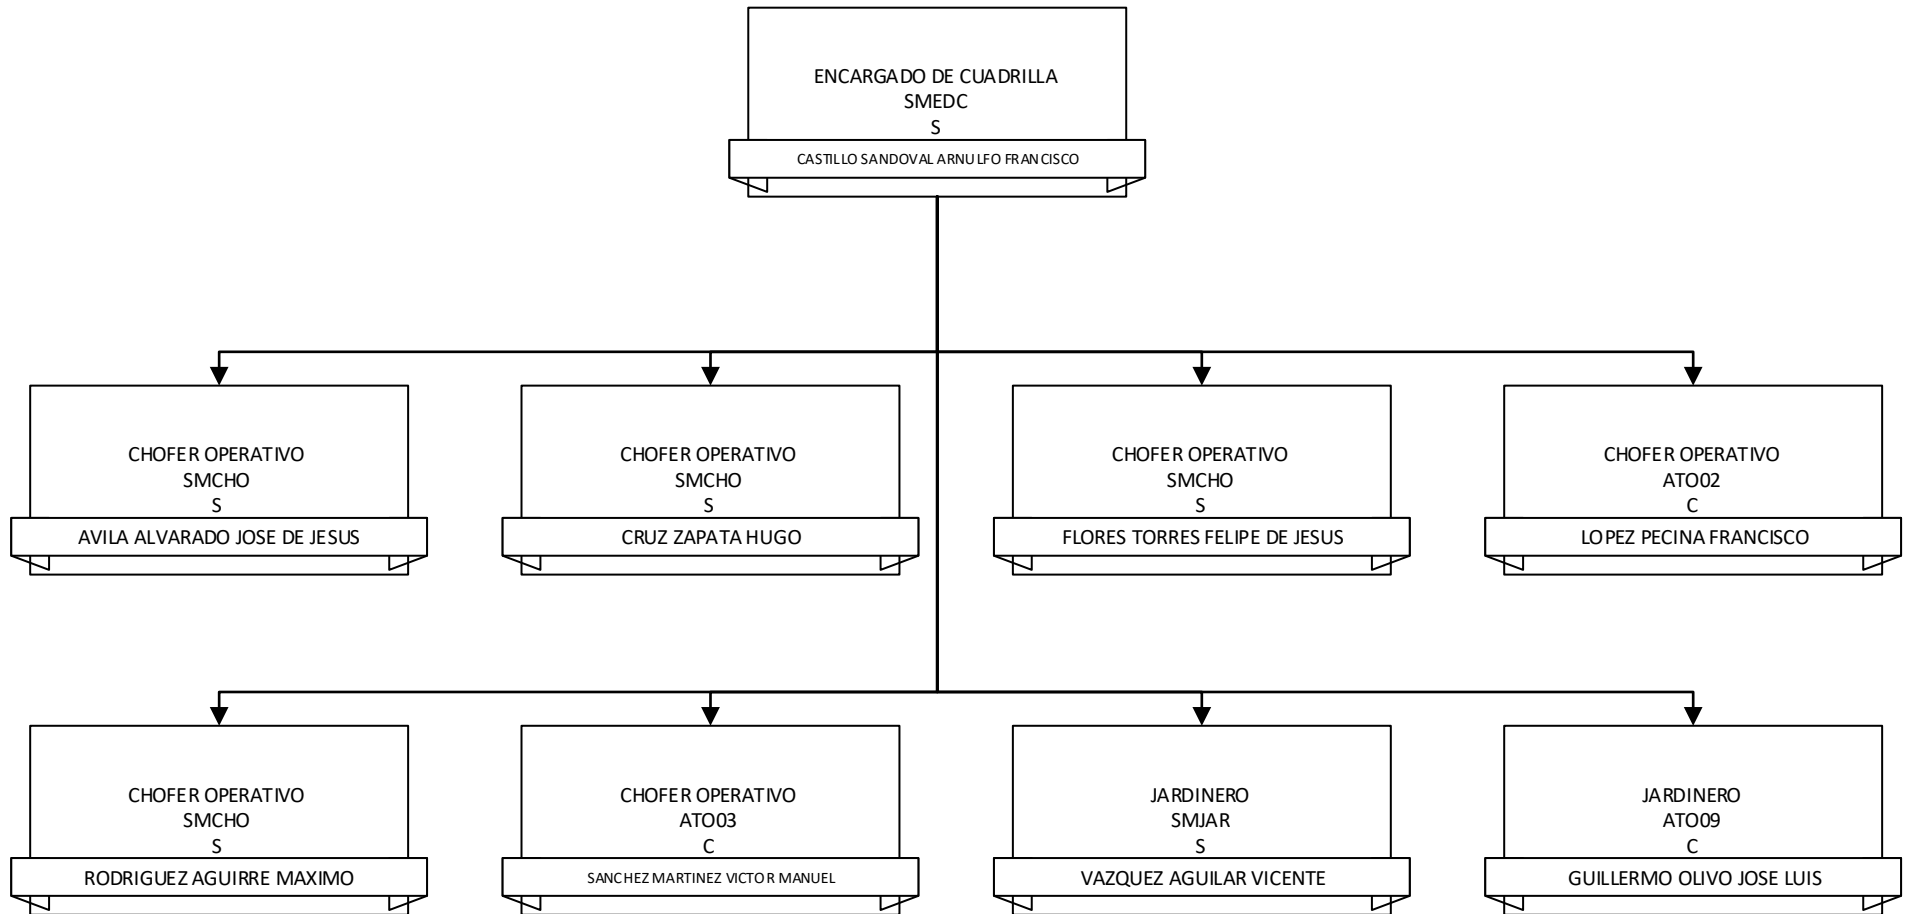 ENCARGADO DE CUADRILLA
SMEDC
S
CASTILLO SANDOVAL ARNULFO FRANCISCO
CHOFER OPERATIVO
SMCHO
S
AVILA ALVARADO JOSE DE JESUS
CHOFER OPERATIVO
SMCHO
S
CRUZ ZAPATA HUGO
CHOFER OPERATIVO
SMCHO
S
FLORES TORRES FELIPE DE JESUS
CHOFER OPERATIVO
ATO02
C
LOPEZ PECINA FRANCISCO
CHOFER OPERATIVO
SMCHO
S
RODRIGUEZ AGUIRRE MAXIMO
CHOFER OPERATIVO
ATO03
C
SANCHEZ MARTINEZ VICTOR MANUEL
JARDINERO
SMJAR
S
VAZQUEZ AGUILAR VICENTE
JARDINERO
ATO09
C
GUILLERMO OLIVO JOSE LUIS